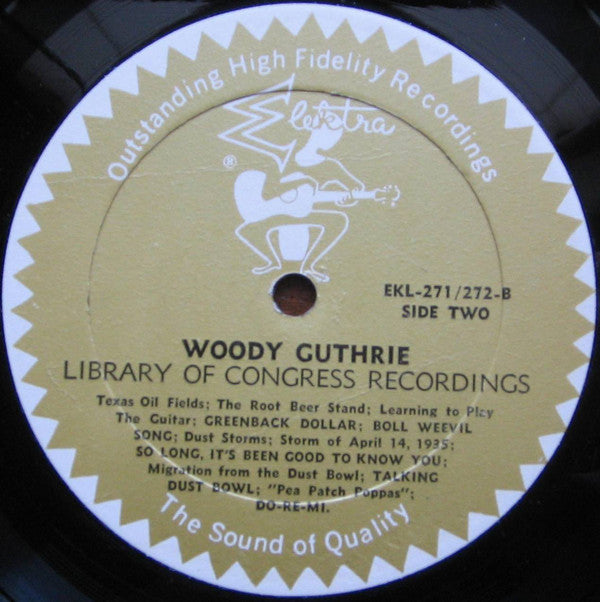 Outstanding High Fidelity Recordings
Elektra
®
EKL-271/272-B
SIDE TWO
WOODY GUTHRIE
LIBRARY OF CONGRESS RECORDINGS
Texas Oil Fields; The Root Beer Stand; Learning to Play
The Guitar; GREENBACK DOLLAR; BOLL WEEVIL
SONG; Dust Storms; Storm of April 14, 1935;
SO LONG, IT'S BEEN GOOD TO KNOW YOU;
Migration from the Dust Bowl; TALKING
DUST BOWL; "Pea Patch Poppas";
DO-RE-MI.
The Sound of Quality